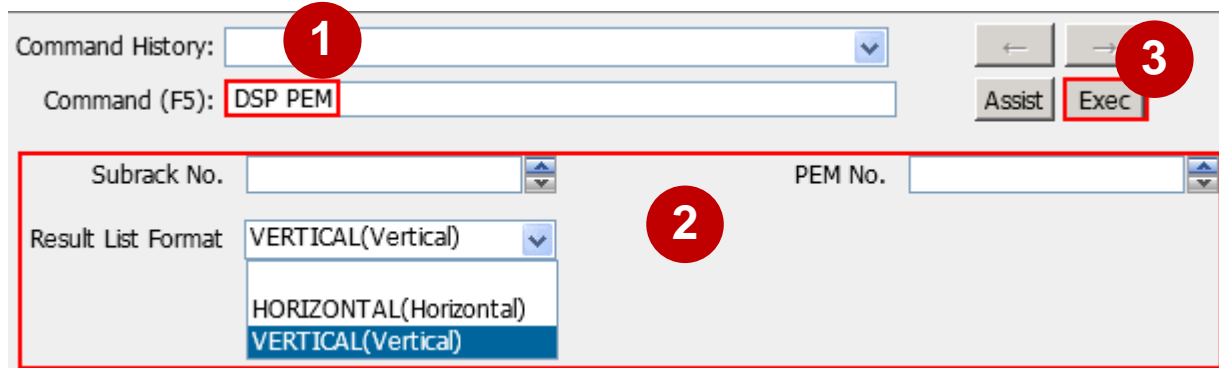 1
Command History:
← →
3
Command (F5): DSP PEM
Assist Exec
Subrack No.
PEM No.
2
Result List Format VERTICAL(Vertical)
HORIZONTAL(Horizontal)
VERTICAL(Vertical)